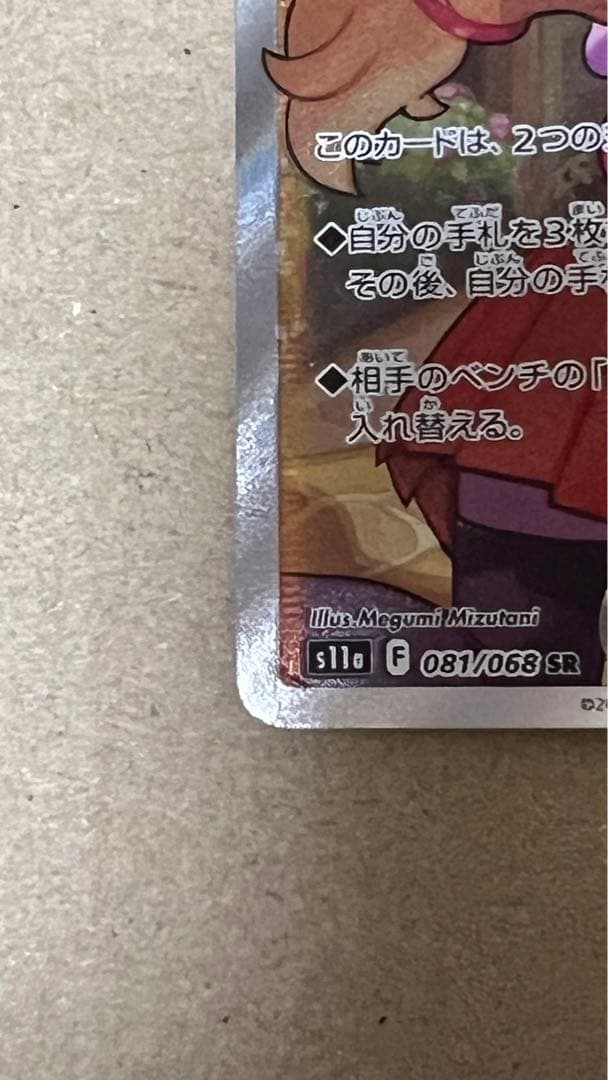 このカードは、2つの
◆自分の手札を3枚
その後、自分の手
◆相手のベンチの「
入れ替える。
Illus.Megumi Mizutani
s11a F 081/068 SR